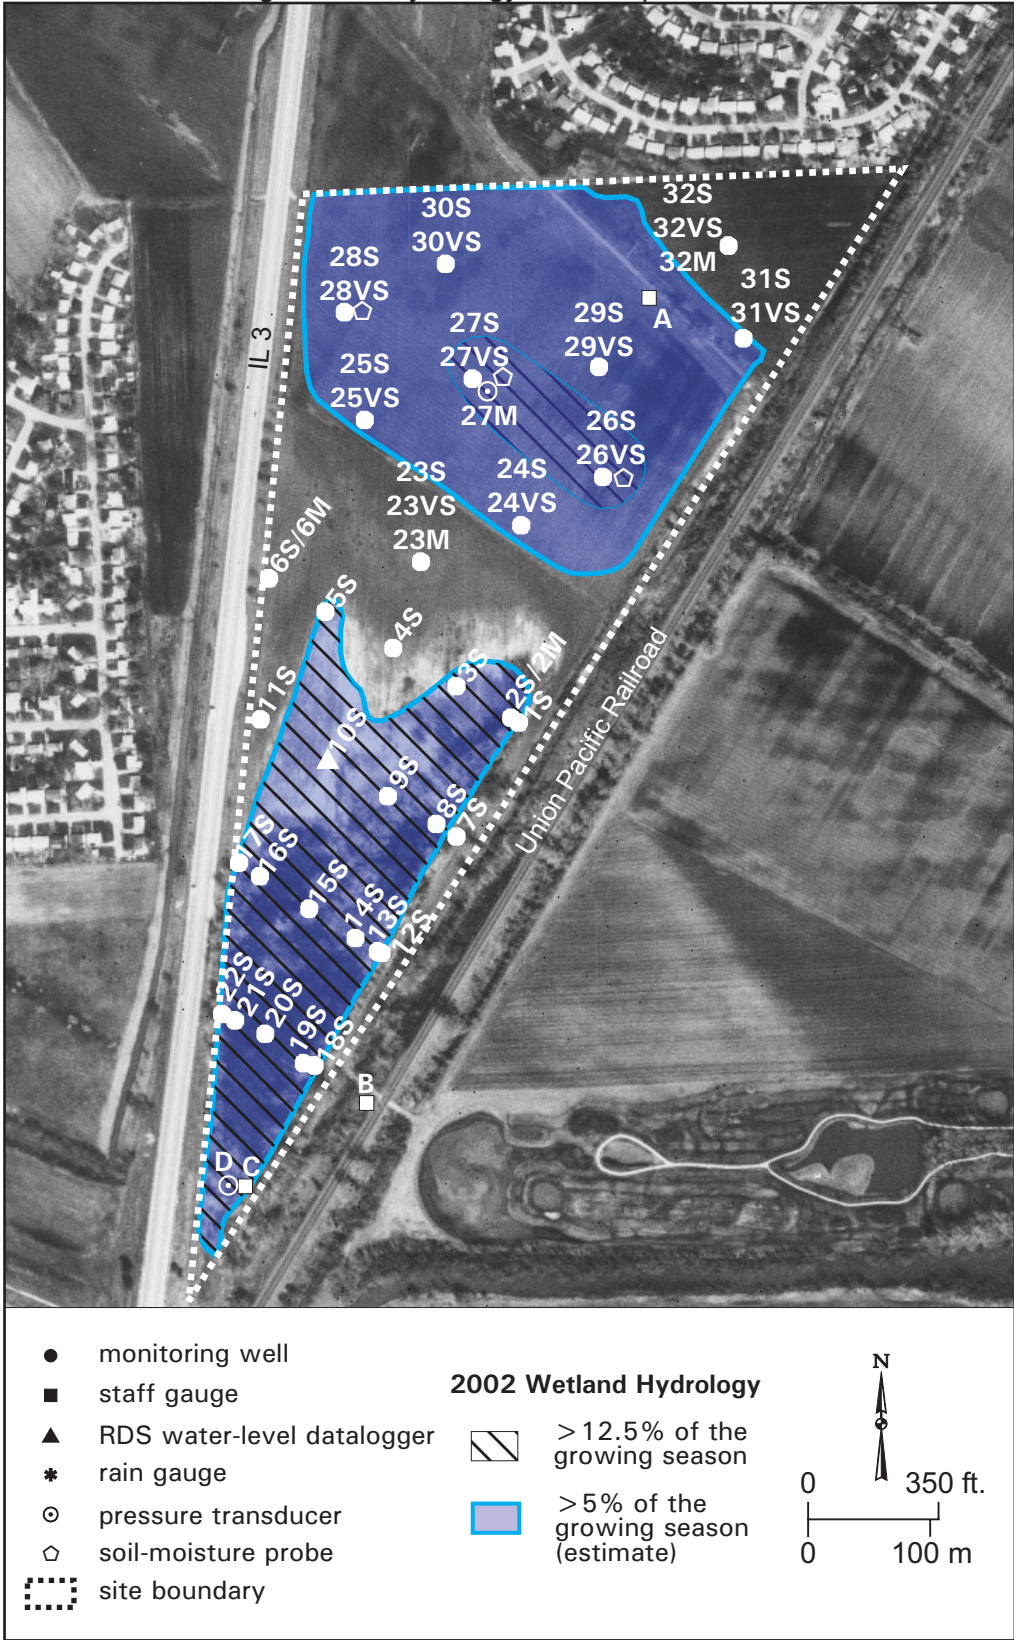 30S
30VS
32S
32VS
32M
28S
28VS
31S
31VS
A
29S
29VS
27S
27VS
27M
IL 3
25S
25VS
26S
26VS
24S
24VS
23S
23VS
23M
6S/6M
5S
4S
3S
2S/2M
1S
11S
10S
9S
8S
7S
Union Pacific Railroad
17S
16S
15S
14S
13S
12S
22S
21S
20S
19S
18S
B
D
C
monitoring well
staff gauge
RDS water-level datalogger
rain gauge
pressure transducer
soil-moisture probe
site boundary
2002 Wetland Hydrology
>12.5% of the
growing season
>5% of the
growing season
(estimate)
N
0 350 ft.
0 100 m